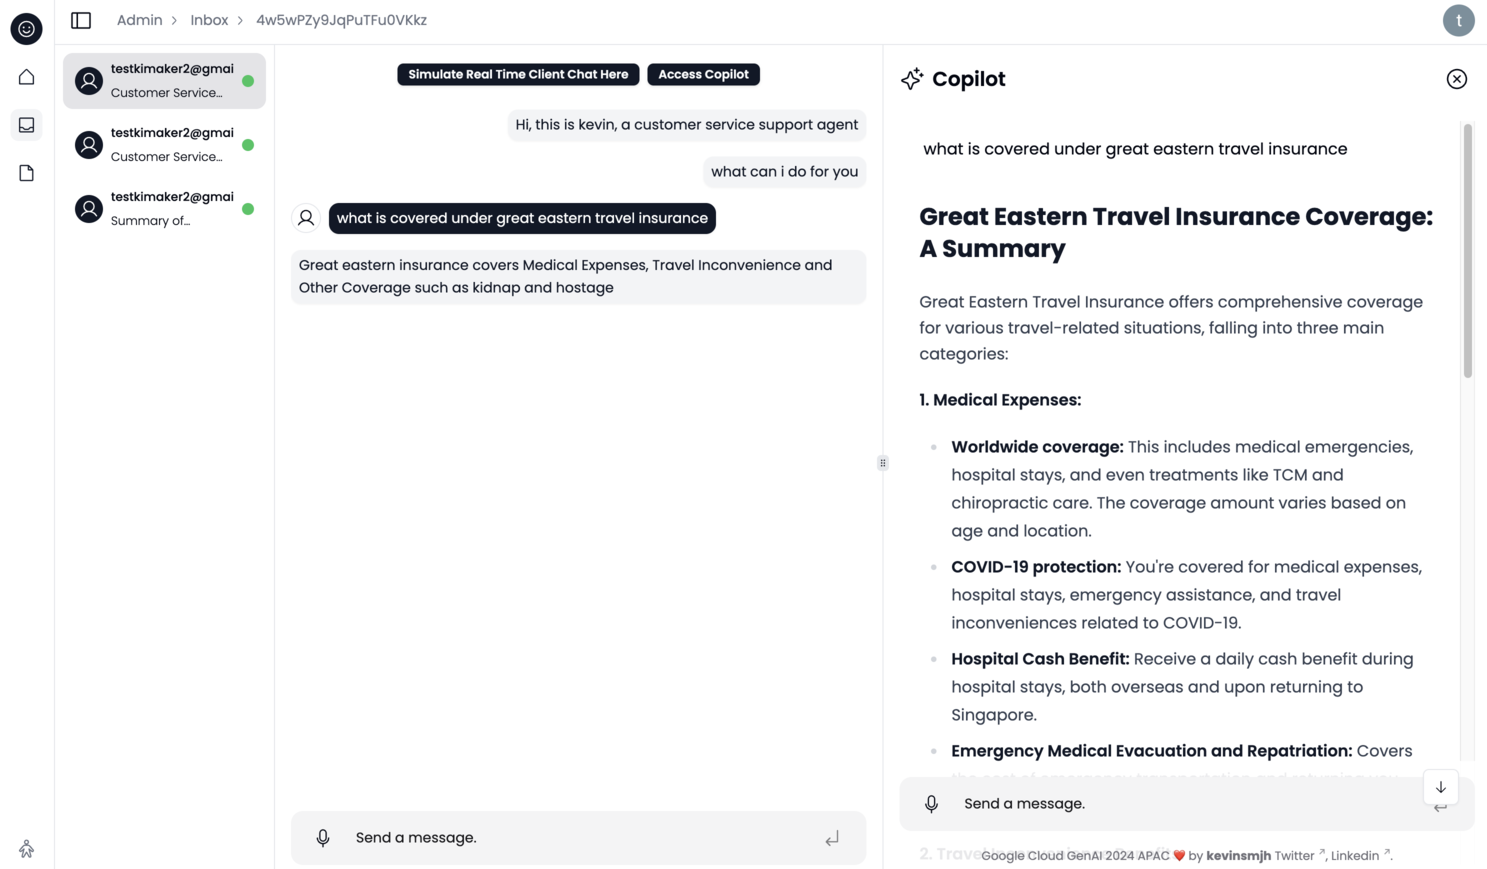 Admin > Inbox > 4w5wPZy9JqPuTFu0VKkz
t
testkimaker2@gmai
Customer Service...
testkimaker2@gmai
Customer Service...
testkimaker2@gmai
Summary of...
Simulate Real Time Client Chat Here
Access Copilot
Hi, this is kevin, a customer service support agent
what can i do for you
what is covered under great eastern travel insurance
Great eastern insurance covers Medical Expenses, Travel Inconvenience and
Other Coverage such as kidnap and hostage
Send a message.
Copilot
what is covered under great eastern travel insurance
Great Eastern Travel Insurance Coverage:
A Summary
Great Eastern Travel Insurance offers comprehensive coverage
for various travel-related situations, falling into three main
categories:
1. Medical Expenses:
Worldwide coverage: This includes medical emergencies,
hospital stays, and even treatments like TCM and
chiropractic care. The coverage amount varies based on
age and location.
COVID-19 protection: You're covered for medical expenses,
hospital stays, emergency assistance, and travel
inconveniences related to COVID-19.
Hospital Cash Benefit: Receive a daily cash benefit during
hospital stays, both overseas and upon returning to
Singapore.
Emergency Medical Evacuation and Repatriation: Covers
Send a message.
2. Travel
Google Cloud GenAI 2024 APAC ❤️ by kevinsmjh Twitter ↗, Linkedin ↗.